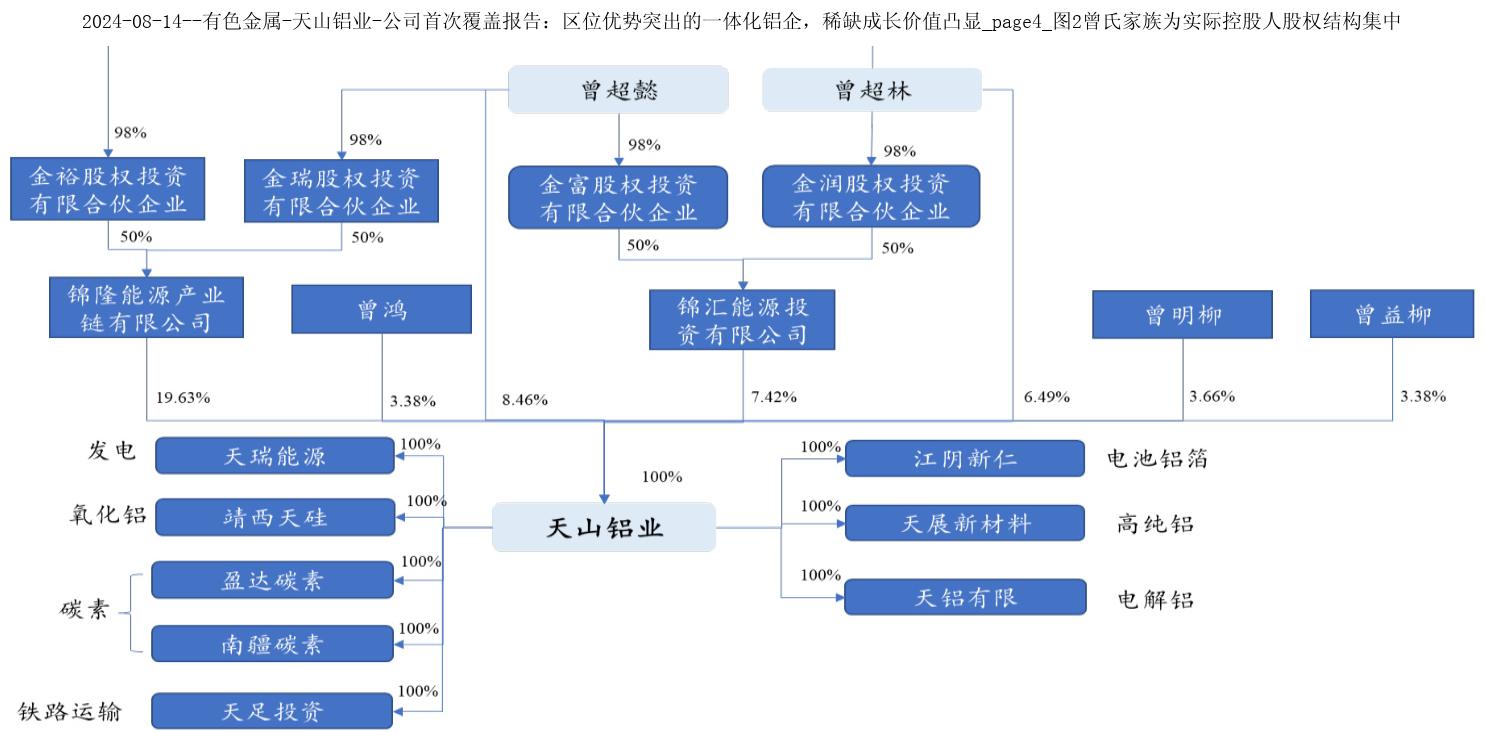 2024-08-14--有色金属-天山铝业-公司首次覆盖报告：区位优势突出的一体化铝企，稀缺成长价值凸显_page4_图2曾氏家族为实际控股人股权结构集中
曾超懿
曾超林
98%
98%
98%
98%
金裕股权投资
有限合伙企业
金瑞股权投资
有限合伙企业
金富股权投资
有限合伙企业
金润股权投资
有限合伙企业
50%
50%
50%
50%
锦隆能源产业
链有限公司
曾鸿
锦汇能源投
资有限公司
曾明柳
曾益柳
19.63%
3.38%
8.46%
7.42%
6.49%
3.66%
3.38%
100%
天山铝业
发电
天瑞能源
100%
氧化铝
靖西天硅
100%
碳素
盈达碳素
100%
南疆碳素
100%
铁路运输
天足投资
100%
100%
江阴新仁
电池铝箔
100%
天展新材料
高纯铝
100%
天铝有限
电解铝